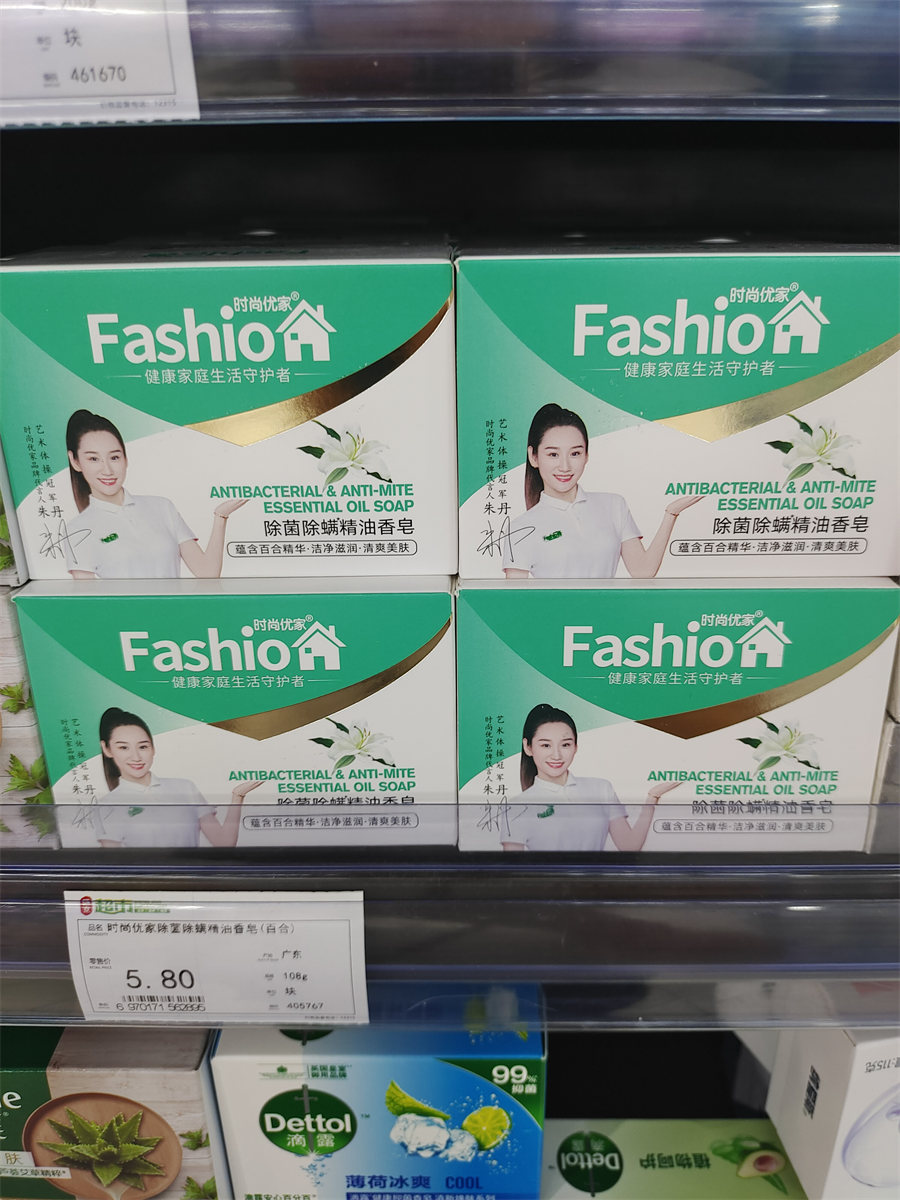 块
461670
12315
时尚优家®
Fashio
健康家庭生活守护者
艺术体操冠军
时尚优家品牌代言人
朱丹
ANTIBACTERIAL & ANTI-MITE
ESSENTIAL OIL SOAP
除菌除螨精油香皂
蕴含百合精华·洁净滋润·清爽美肤
时尚优家®
Fashio
健康家庭生活守护者
艺术体操冠军
时尚优家品牌代言人
朱丹
ANTIBACTERIAL & ANTI-MITE
ESSENTIAL OIL SOAP
除菌除螨精油香皂
蕴含百合精华·洁净滋润·清爽美肤
时尚优家®
Fashio
健康家庭生活守护者
艺术体操冠军
时尚优家品牌代言人
朱丹
ANTIBACTERIAL & ANTI-MITE
ESSENTIAL OIL SOAP
除菌除螨精油香皂
蕴含百合精华·洁净滋润·清爽美肤
时尚优家®
Fashio
健康家庭生活守护者
艺术体操冠军
时尚优家品牌代言人
朱丹
ANTIBACTERIAL & ANTI-MITE
ESSENTIAL OIL SOAP
除菌除螨精油香皂
蕴含百合精华·洁净滋润·清爽美肤
超市
品名 时尚优家除菌除螨精油香皂(百合)
零售价
5.80
广东
108g
块
405767
6 970171 562895
99%
Dettol™
滴露
薄荷冰爽 COOL
Dettol
滴露
植物呵护
115克
肤